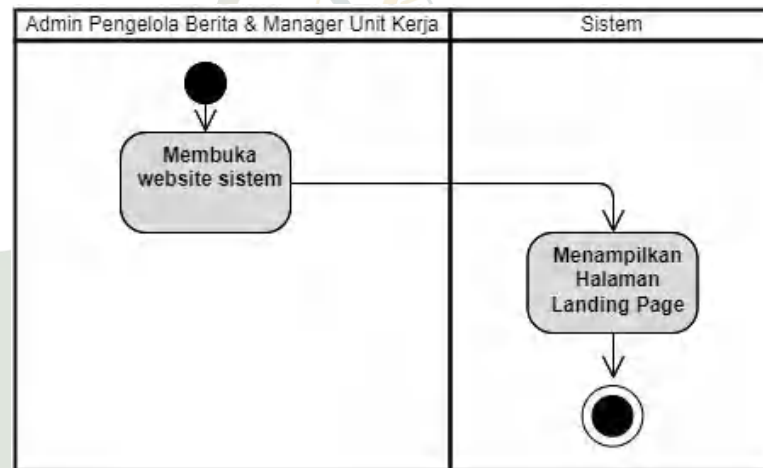 Admin Pengelola Berita & Manager Unit Kerja
Sistem
Membuka
website sistem
Menampilkan
Halaman
Landing Page